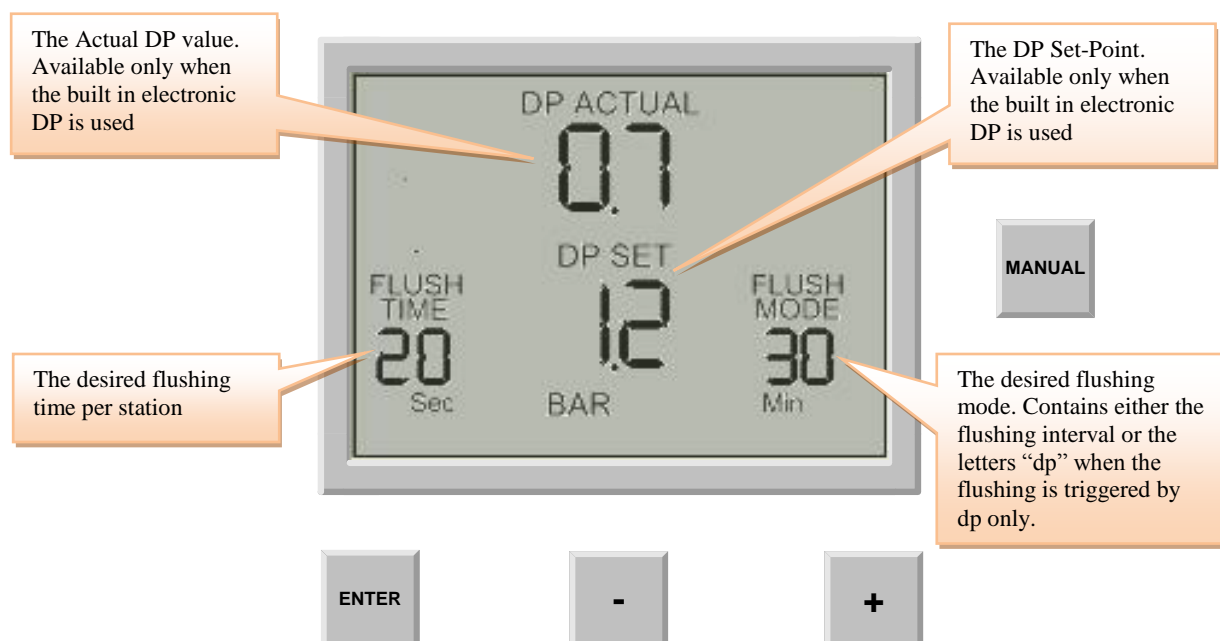 The Actual DP value.
Available only when
the built in electronic
DP is used
The DP Set-Point.
Available only when
the built in electronic
DP is used
DP ACTUAL
0.7
DP SET
1.2
BAR
FLUSH
TIME
20
Sec
FLUSH
MODE
30
Min
MANUAL
The desired flushing
time per station
The desired flushing
mode. Contains either the
flushing interval or the
letters “dp” when the
flushing is triggered by
dp only.
ENTER
-
+